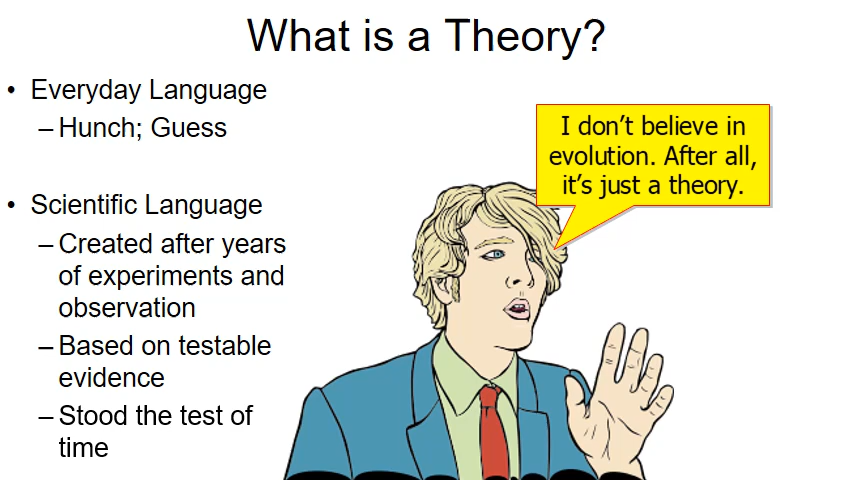 What is a Theory?
• Everyday Language
– Hunch; Guess
• Scientific Language
– Created after years
of experiments and
observation
– Based on testable
evidence
– Stood the test of
time
I don’t believe in
evolution. After all,
it’s just a theory.